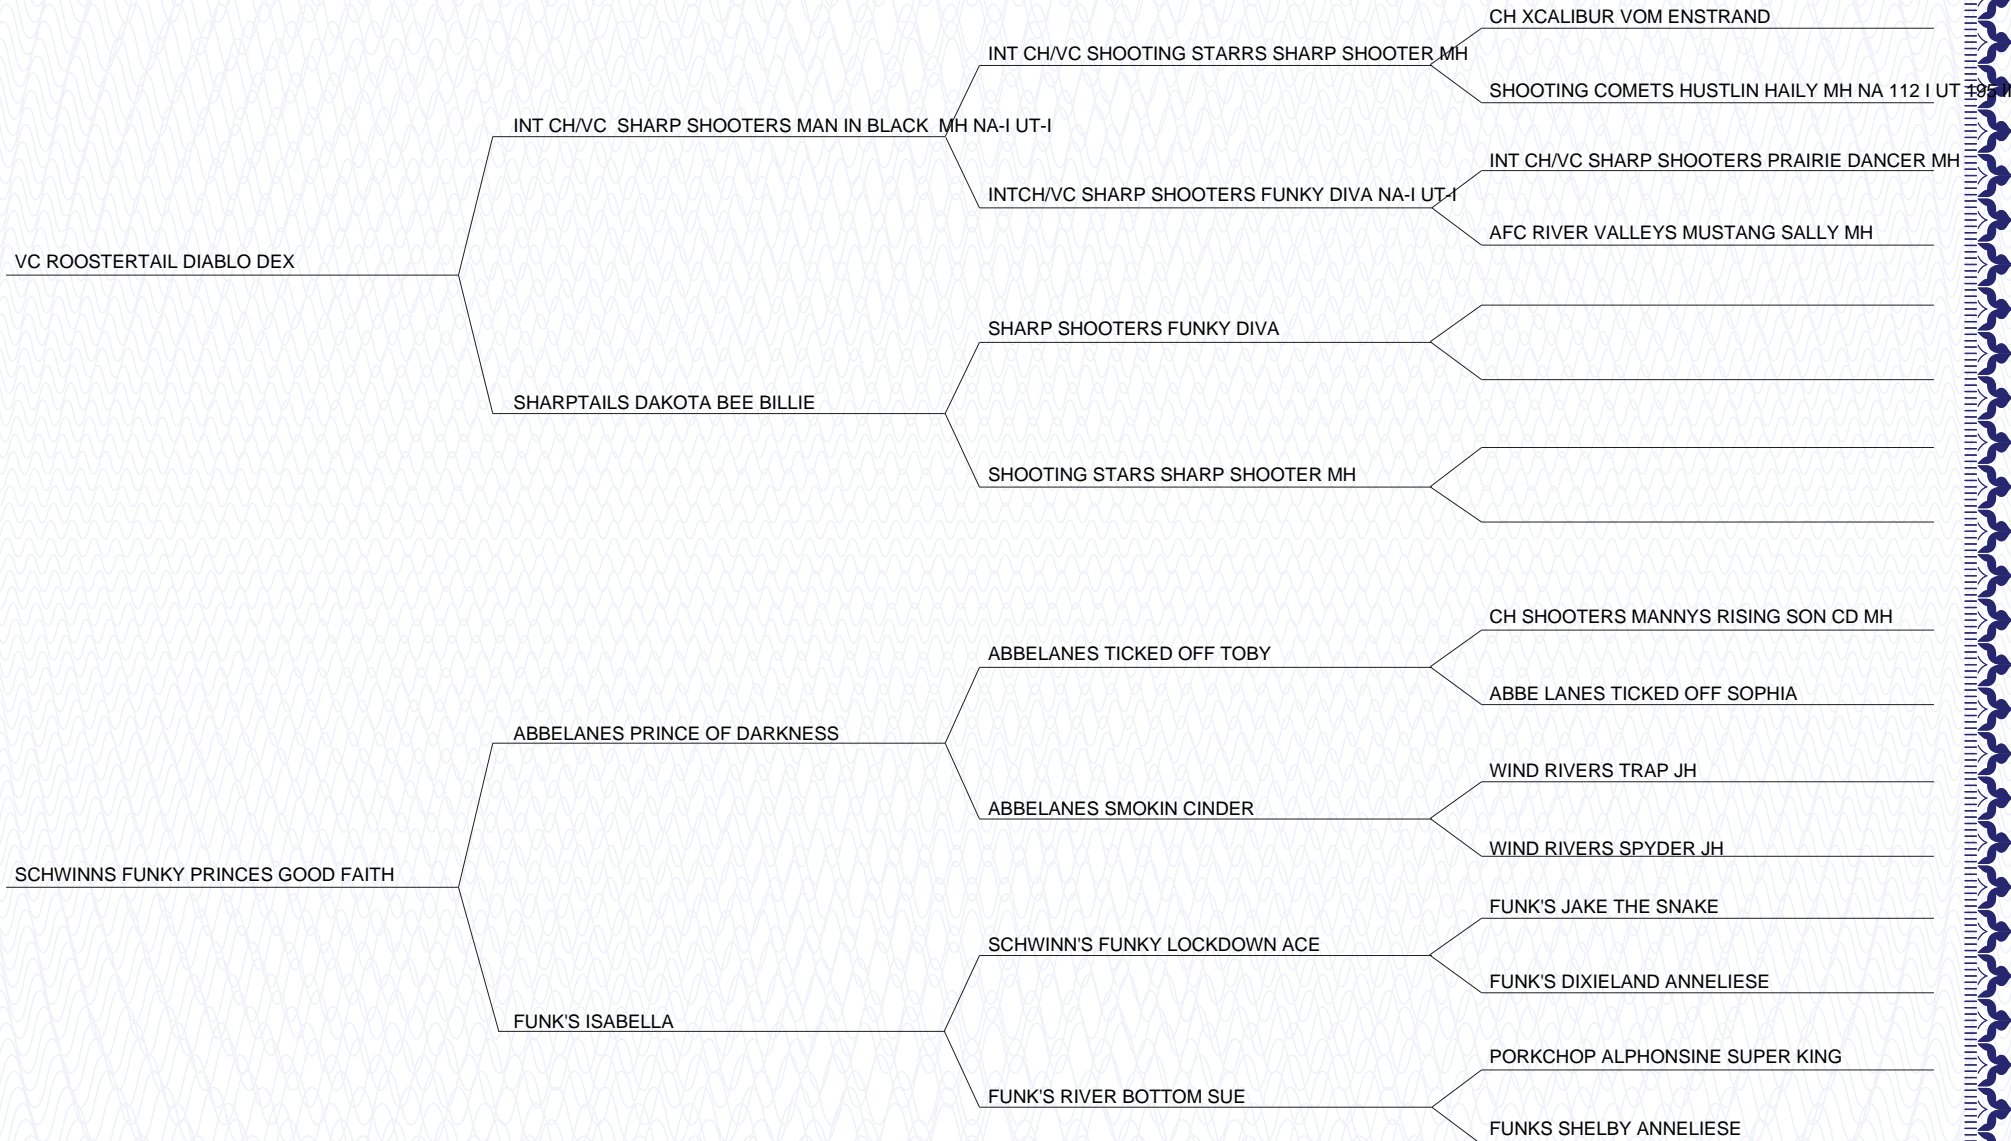 CH XCALIBUR VOM ENSTRAND
INT CH/VC SHOOTING STARRS SHARP SHOOTER MH
SHOOTING COMETS HUSTLIN HAILY MH NA 112 I UT 195
INT CH/VC  SHARP SHOOTERS MAN IN BLACK  MH NA-I UT-I
INT CH/VC SHARP SHOOTERS PRAIRIE DANCER MH
INTCH/VC SHARP SHOOTERS FUNKY DIVA NA-I UT-I
AFC RIVER VALLEYS MUSTANG SALLY MH
VC ROOSTERTAIL DIABLO DEX
SHARP SHOOTERS FUNKY DIVA
SHARPTAILS DAKOTA BEE BILLIE
SHOOTING STARS SHARP SHOOTER MH
CH SHOOTERS MANNYS RISING SON CD MH
ABBELANES TICKED OFF TOBY
ABBE LANES TICKED OFF SOPHIA
ABBELANES PRINCE OF DARKNESS
WIND RIVERS TRAP JH
ABBELANES SMOKIN CINDER
WIND RIVERS SPYDER JH
SCHWINNS FUNKY PRINCES GOOD FAITH
FUNK'S JAKE THE SNAKE
SCHWINN'S FUNKY LOCKDOWN ACE
FUNK'S DIXIELAND ANNELIESE
FUNK'S ISABELLA
PORKCHOP ALPHONSINE SUPER KING
FUNK'S RIVER BOTTOM SUE
FUNKS SHELBY ANNELIESE